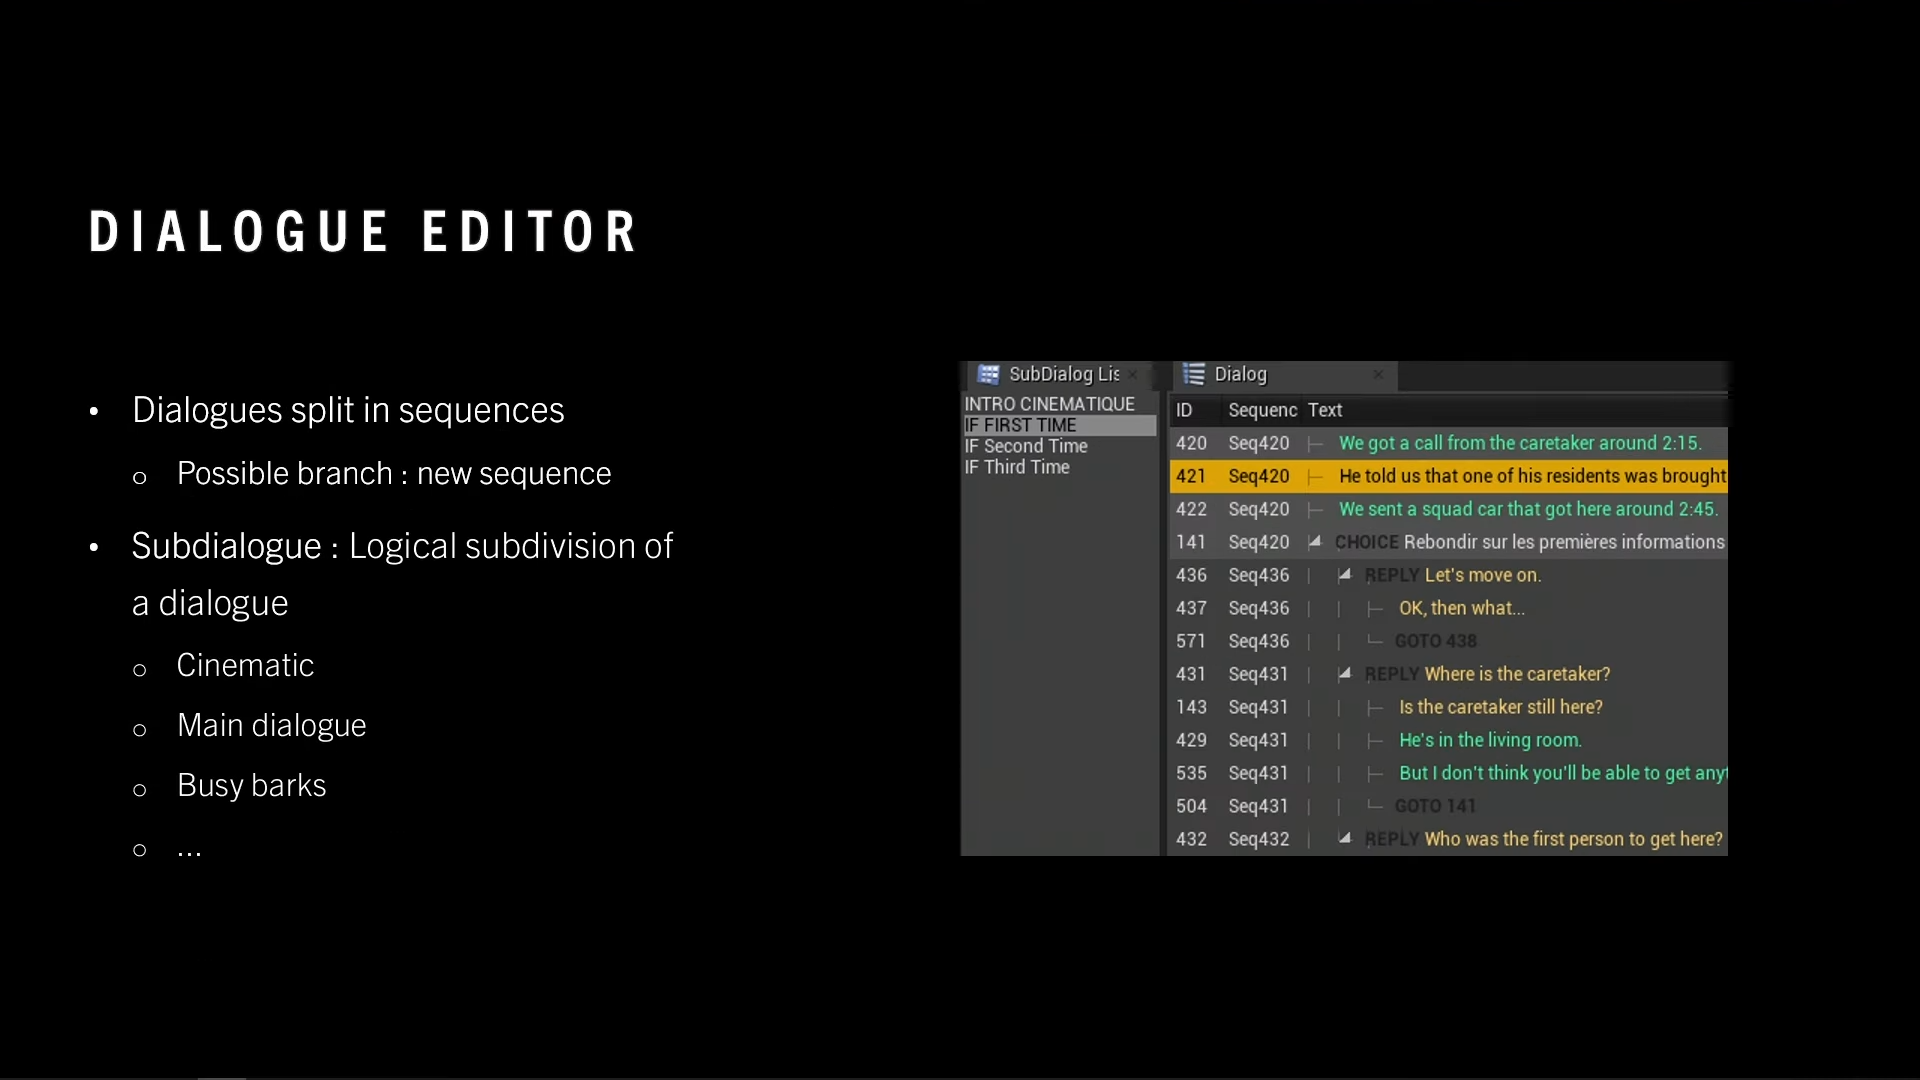 DIALOGUE EDITOR
• Dialogues split in sequences
o Possible branch : new sequence
• Subdialogue : Logical subdivision of
a dialogue
o Cinematic
o Main dialogue
o Busy barks
o ...
SubDialog Lis
INTRO CINEMATIQUE
IF FIRST TIME
IF Second Time
IF Third Time
Dialog
ID Sequenc Text
420 Seq420 We got a call from the caretaker around 2:15.
421 Seq420 He told us that one of his residents was brought
422 Seq420 We sent a squad car that got here around 2:45.
141 Seq420 CHOICE Rebondir sur les premières informations
436 Seq436 REPLY Let's move on.
437 Seq436 OK, then what...
571 Seq436 GOTO 438
431 Seq431 REPLY Where is the caretaker?
143 Seq431 Is the caretaker still here?
429 Seq431 He's in the living room.
535 Seq431 But I don't think you'll be able to get any
504 Seq431 GOTO 141
432 Seq432 REPLY Who was the first person to get here?